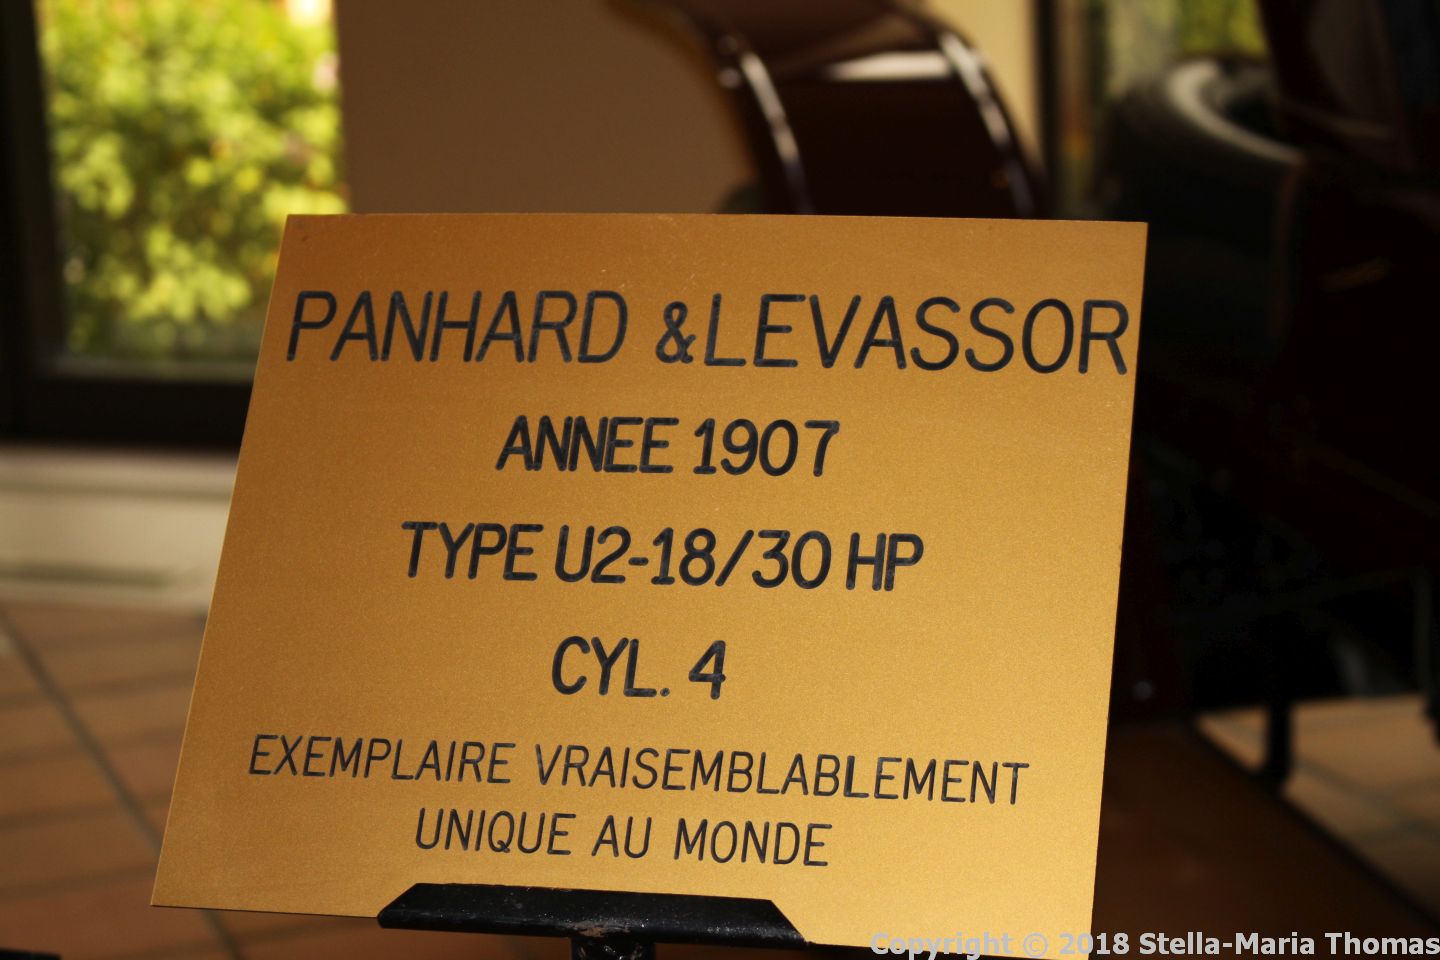 PANHARD & LEVASSOR
ANNEE 1907
TYPE U2-18/30 HP
CYL. 4
EXEMPLAIRE VRAISEMBLABLEMENT
UNIQUE AU MONDE
Copyright © 2018 Stella-Maria Thomas